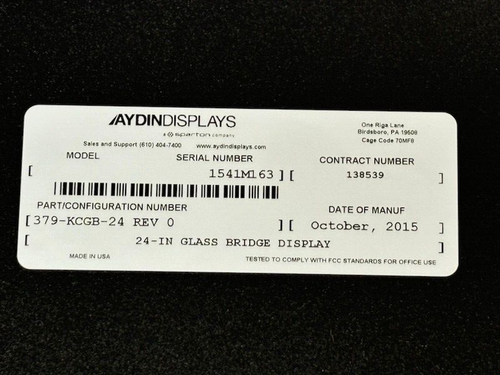 AYDINDISPLAYS
a sparton company
Sales and Support (610) 404-7400 www.aydindisplays.com
One Riga Lane
Birdsboro, PA 19508
Cage Code 70MF8
MODEL SERIAL NUMBER CONTRACT NUMBER
[ 1541M163 ] [ 138539 ]
PART/CONFIGURATION NUMBER DATE OF MANUF
[ 379-KCGB-24 REV 0 ] [ October, 2015 ]
[ 24-IN GLASS BRIDGE DISPLAY ]
MADE IN USA TESTED TO COMPLY WITH FCC STANDARDS FOR OFFICE USE